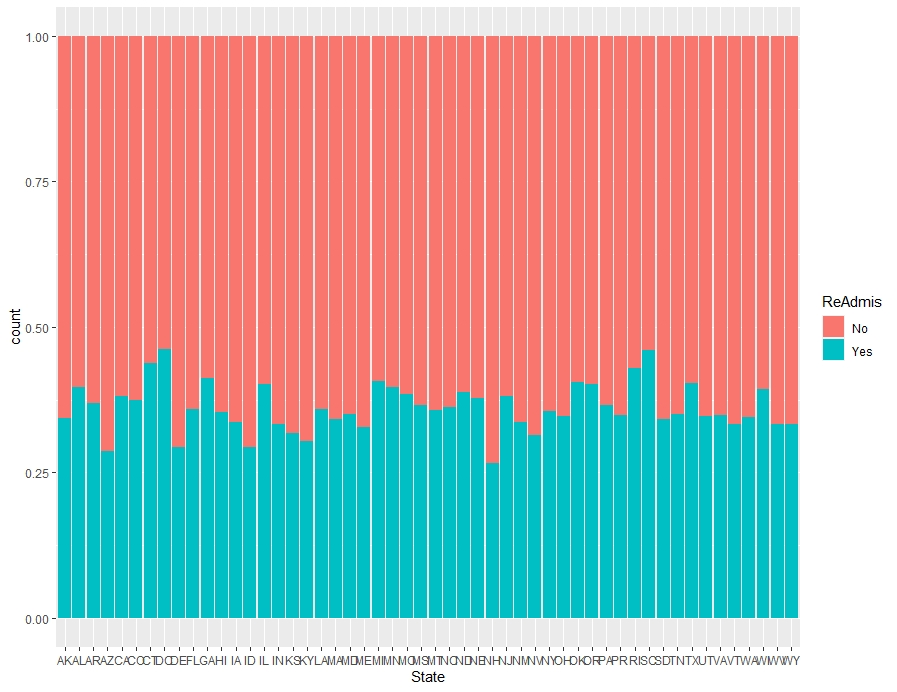 1.00
0.75
0.50
0.25
0.00
count
AK AL AR AZ CA CO CT DC DE FL GA HI IA ID IL IN KS KY LA MA MD ME MI MN MO MS MT NC ND NE NH NJ NM NV NY OH OK OR PA PR RI SC SD TN TX UT VA VT WA WI WV WY
State
ReAdmis
No
Yes